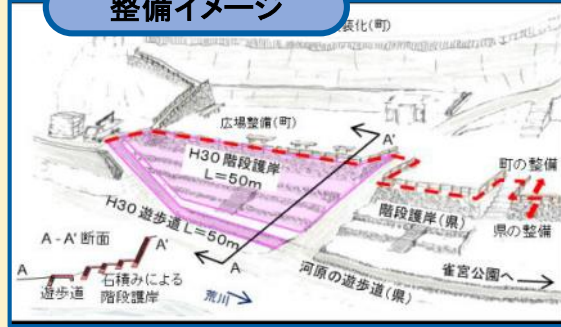 整備イメージ
装化(町)
広場整備(町)
A'
H30 階段護岸
L=50m
町の整備
県の整備
階段護岸(県)
H30 遊歩道 L=50m
A-A' 断面
A'
A
A
石積みによる
階段護岸
遊歩道
荒川
河原の遊歩道(県)
雀宮公園へ